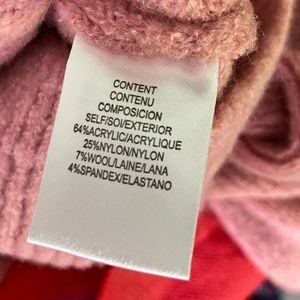 CONTENT
CONTENU
COMPOSICION
SELF/SOI/EXTERIOR
64%ACRYLIC/ACRYLIQUE
25%NYLON/NYLON
7%WOOL/LAINE/LANA
4%SPANDEX/ELASTANO